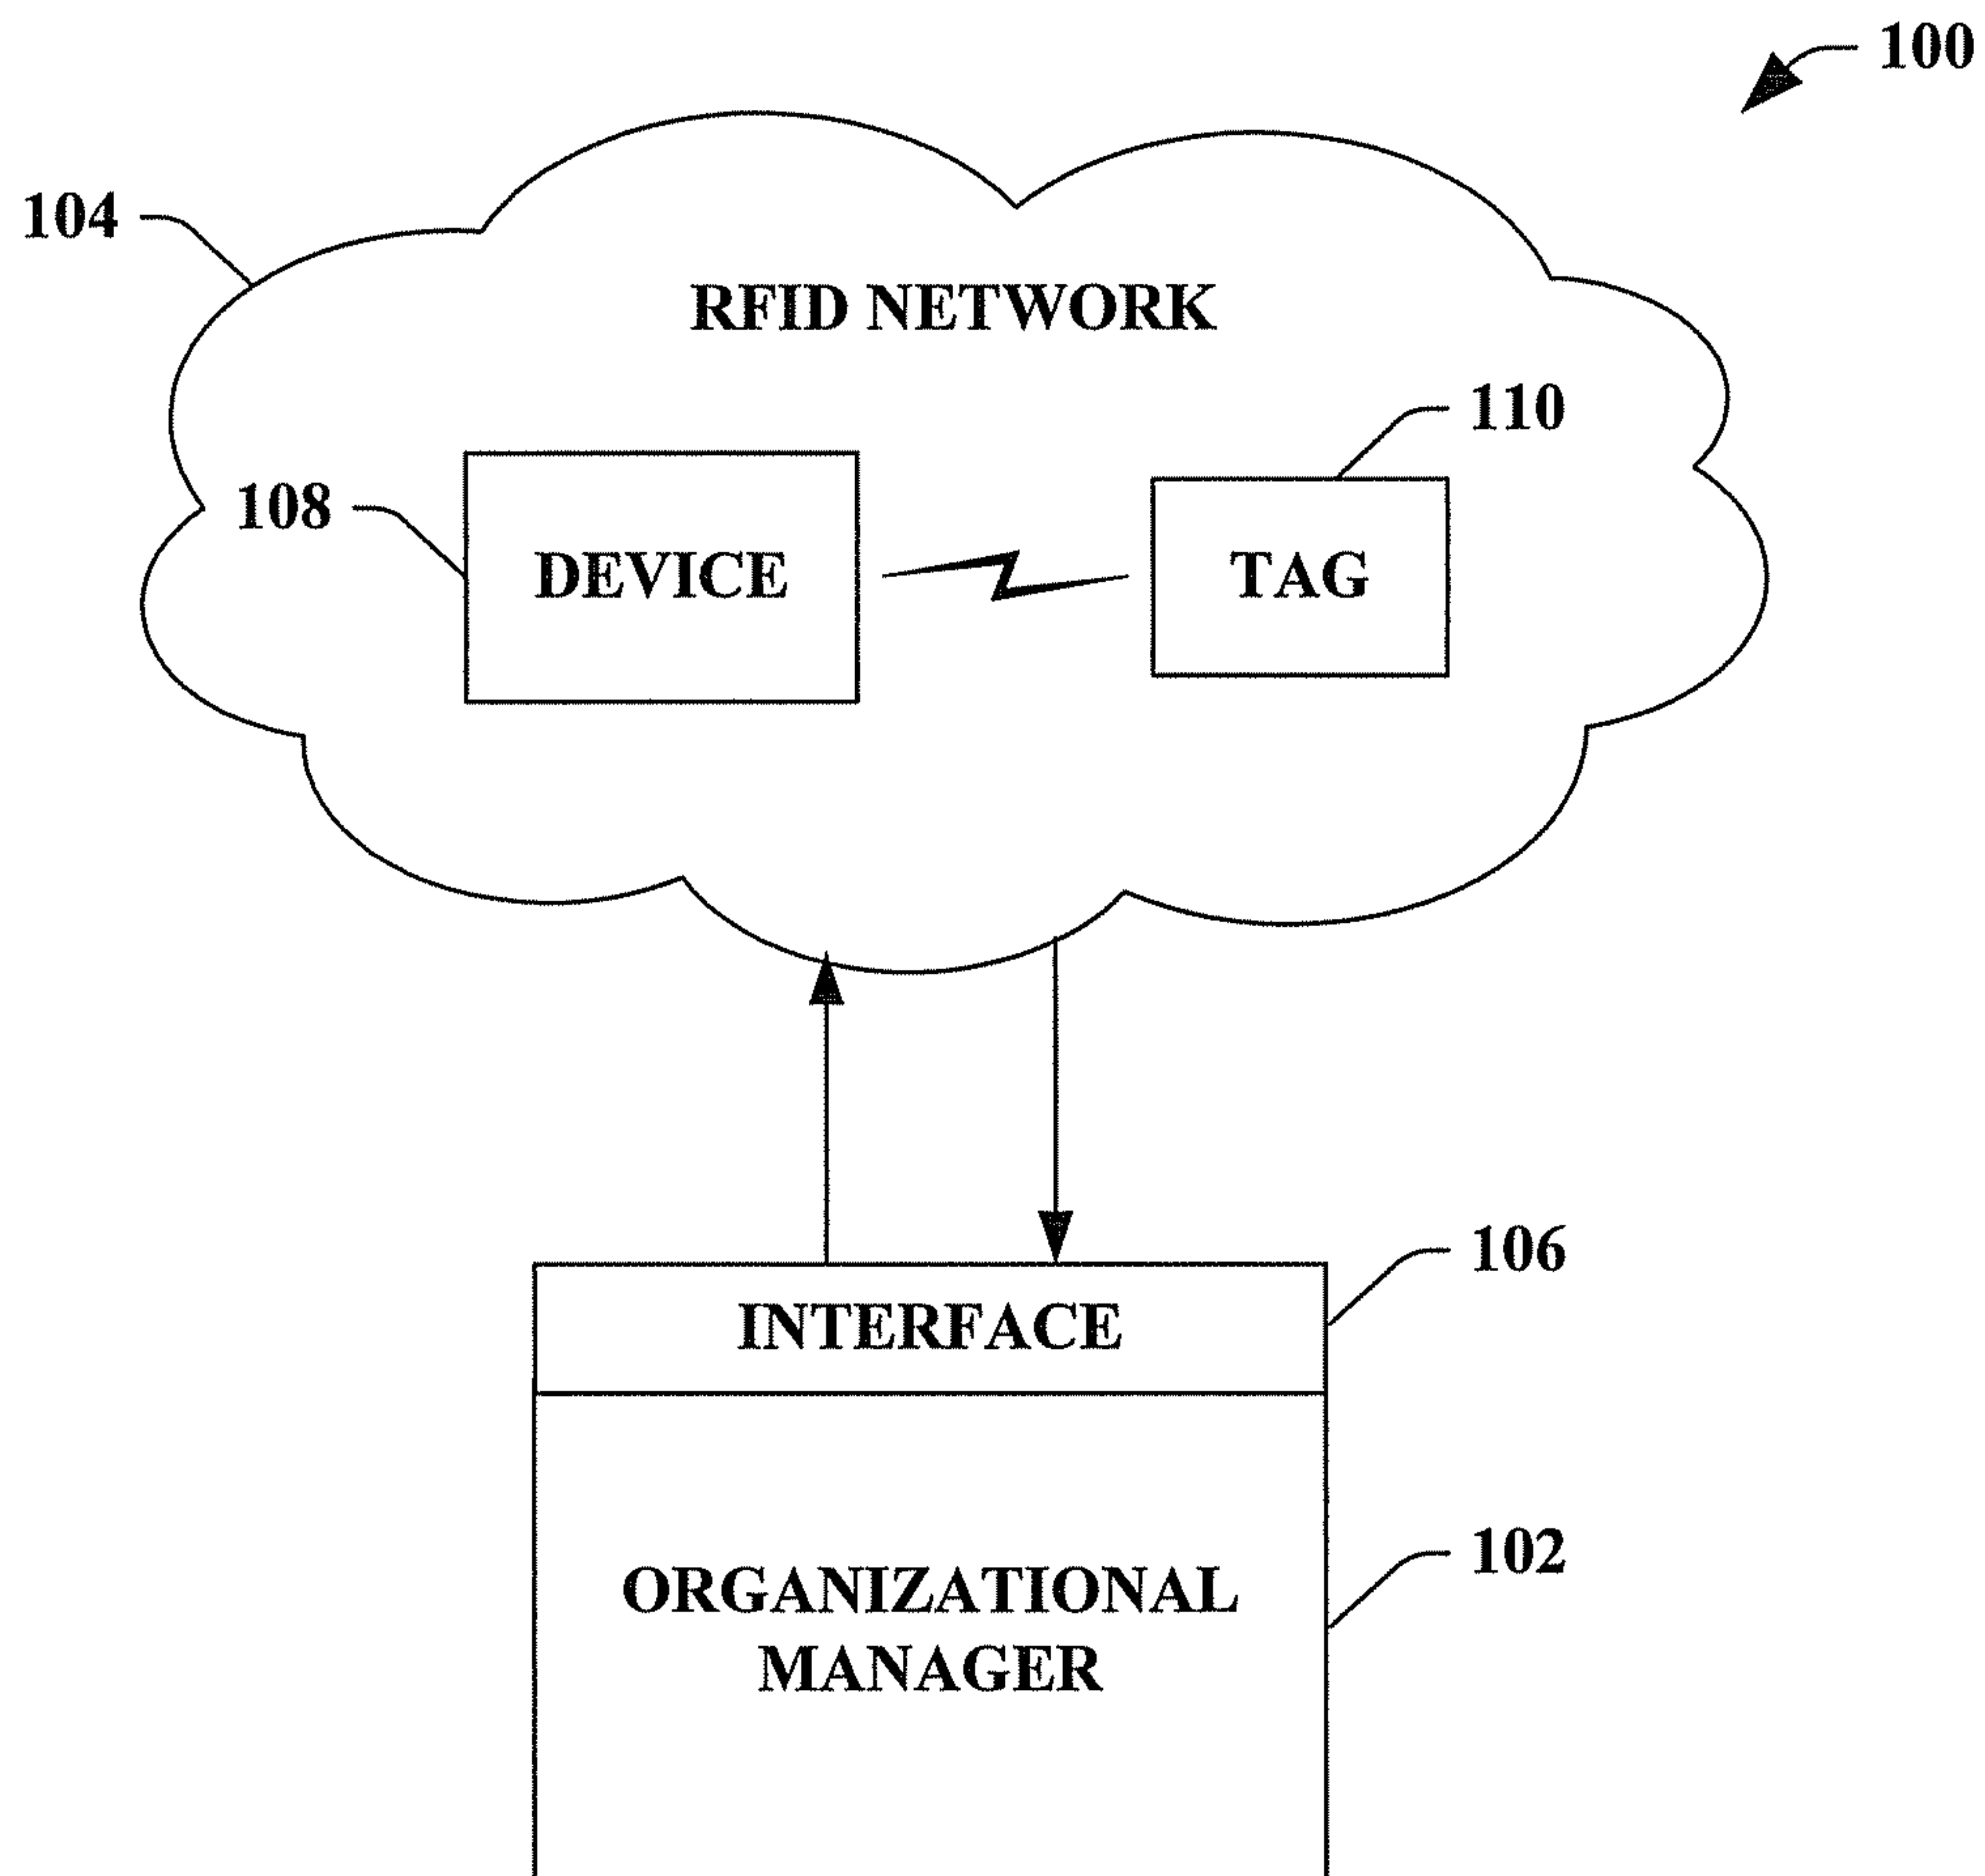 100
104
RFID NETWORK
110
108
DEVICE
TAG
106
INTERFACE
102
ORGANIZATIONAL
MANAGER